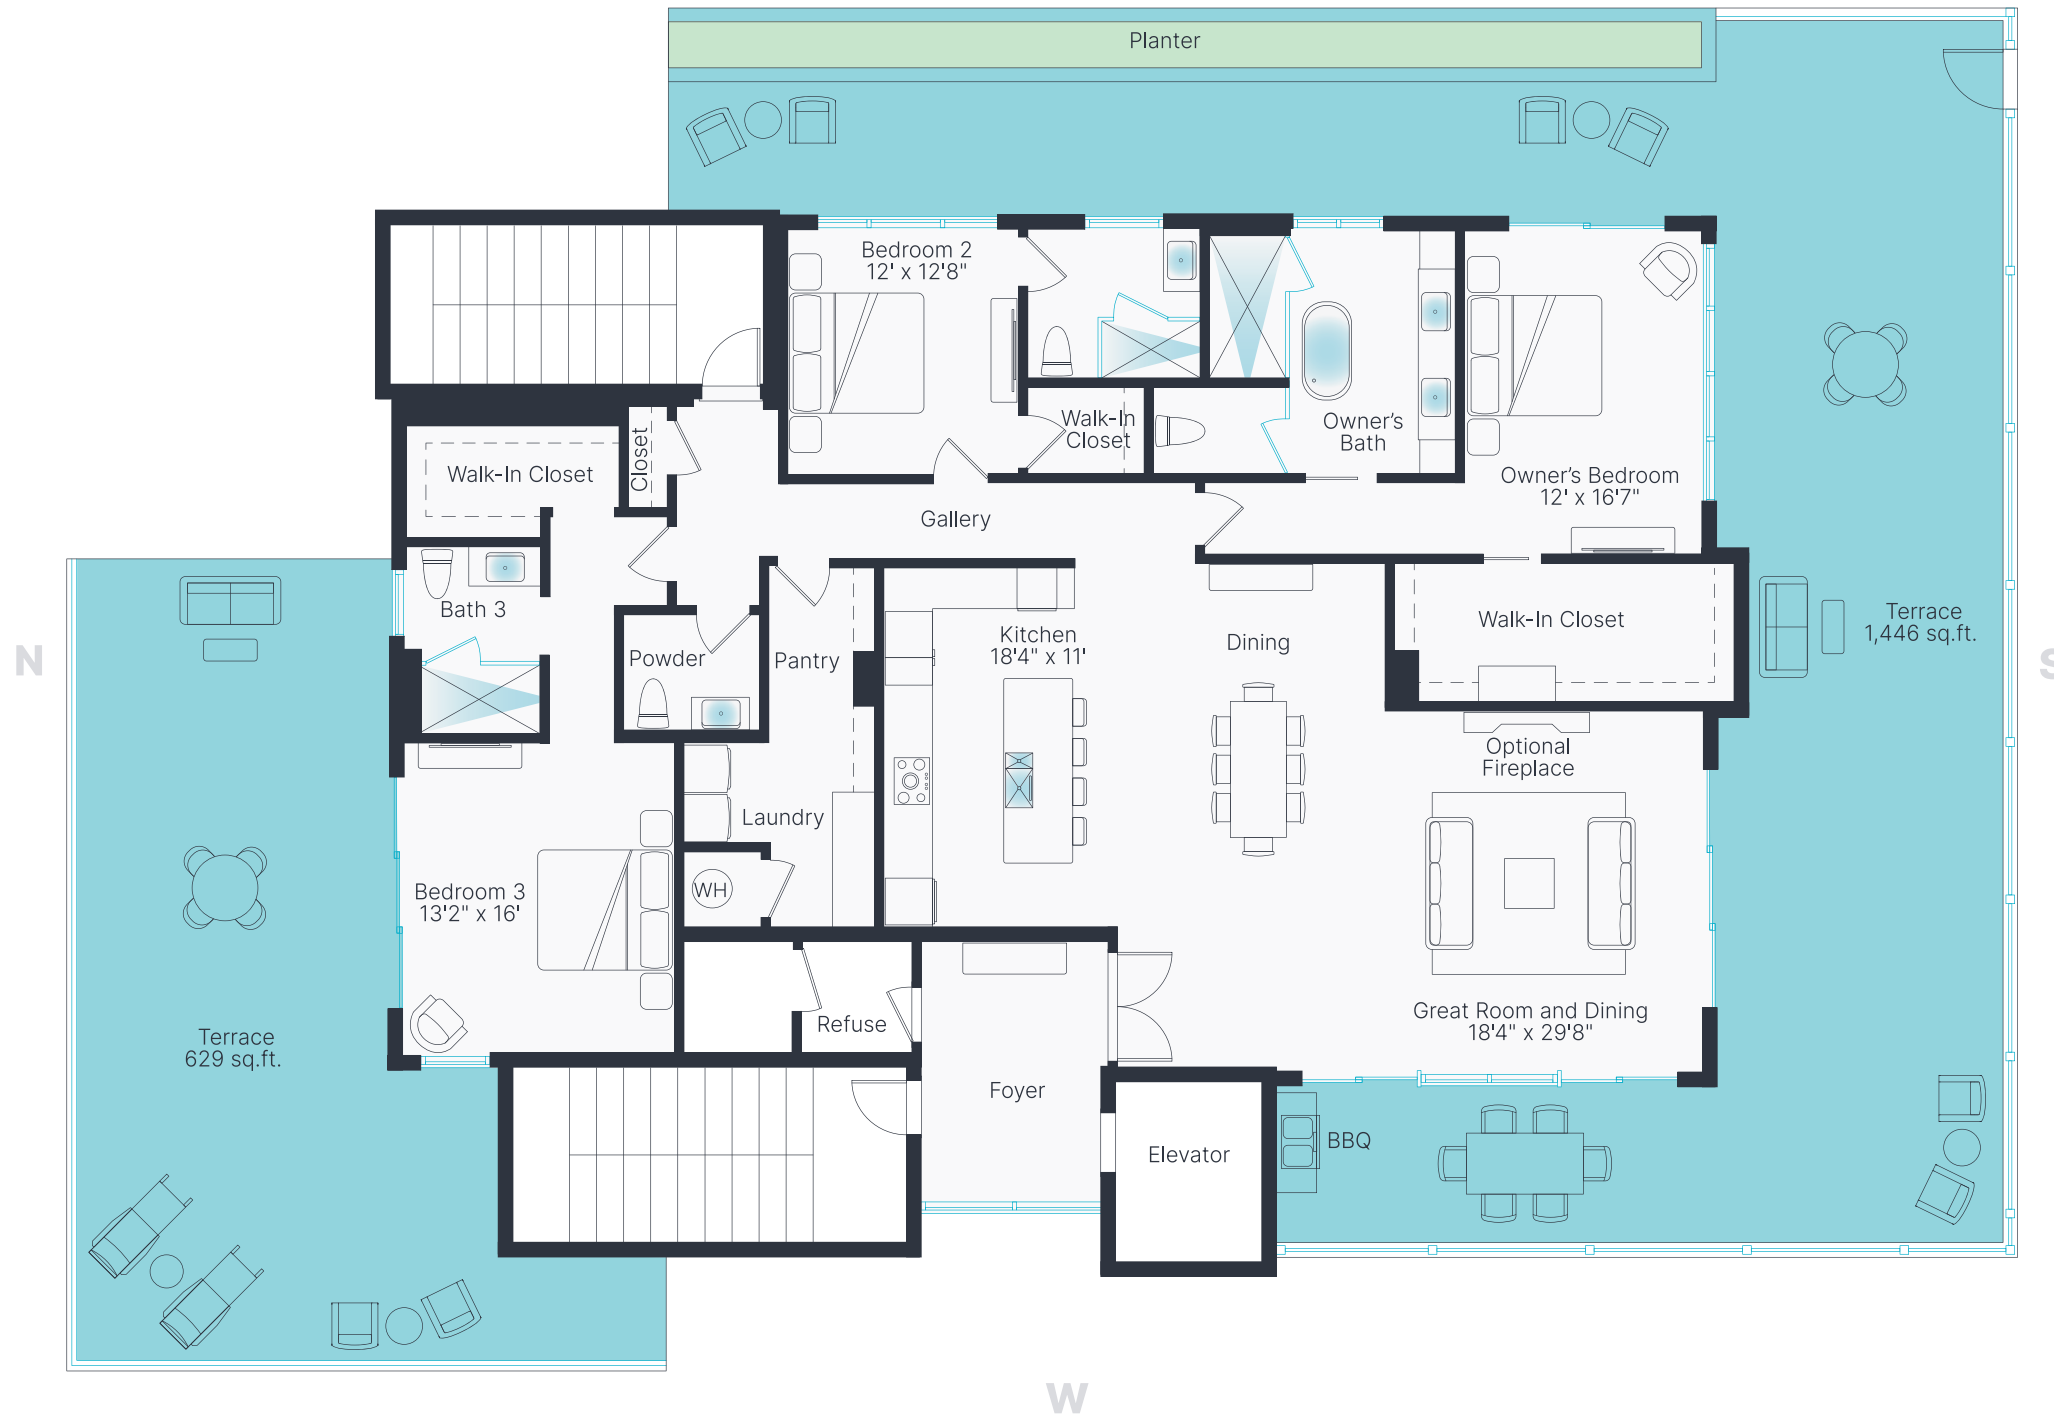 Planter
Bedroom 2
12' x 12'8"
Walk-In
Closet
Owner's
Bath
Owner's Bedroom
12' x 16'7"
Closet
Walk-In Closet
Gallery
Bath 3
Powder
Pantry
Kitchen
18'4" x 11'
Dining
Walk-In Closet
Terrace
1,446 sq.ft.
N
S
Optional
Fireplace
Laundry
WH
Bedroom 3
13'2" x 16'
Great Room and Dining
18'4" x 29'8"
Refuse
Terrace
629 sq.ft.
Foyer
Elevator
BBQ
W